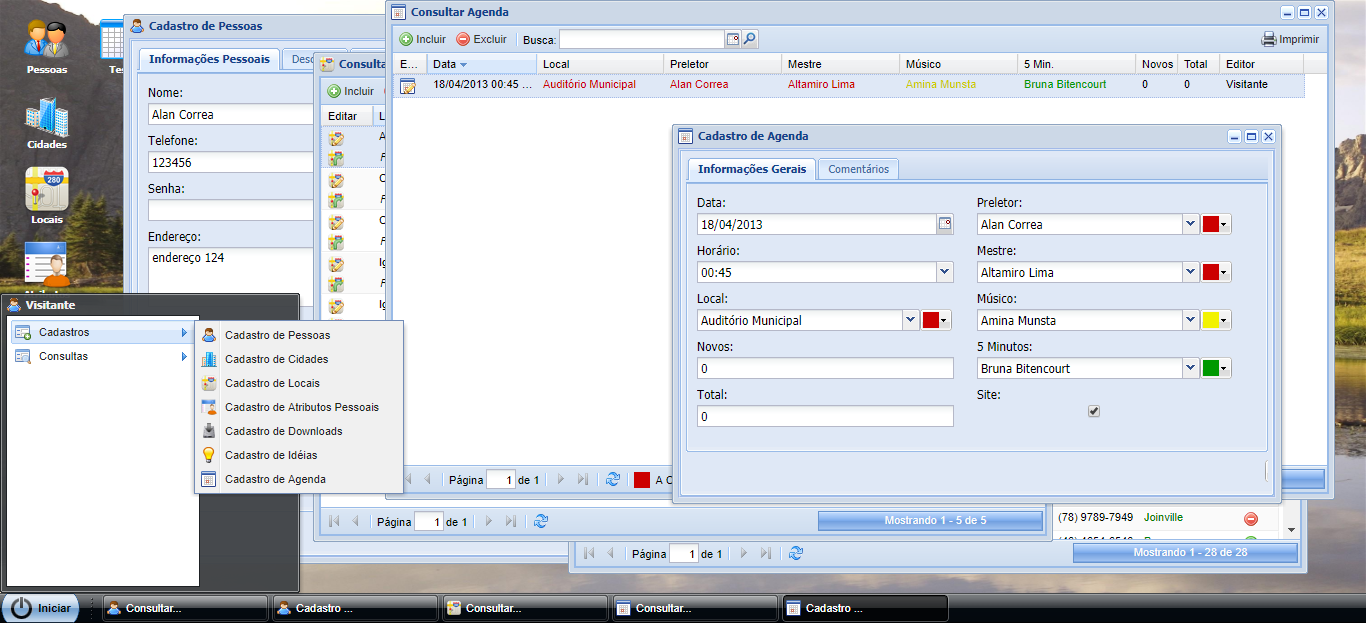 Pessoas
Cidades
280
Locais
Cadastro de Pessoas
Informações Pessoais
Nome:
Alan Correa
Telefone:
123456
Senha:
Endereço:
endereço 124
Incluir
Editar
Consultar Agenda
Incluir Excluir Busca: Imprimir
E... Data Local Preletor Mestre Músico 5 Min. Novos Total Editor
18/04/2013 00:45 ... Auditório Municipal Alan Correa Altamiro Lima Amina Munsta Bruna Bitencourt 0 0 Visitante
Cadastro de Agenda
Informações Gerais Comentários
Data: Preletor:
18/04/2013 Alan Correa
Horário: Mestre:
00:45 Altamiro Lima
Local: Músico:
Auditório Municipal Amina Munsta
Novos: 5 Minutos:
0 Bruna Bitencourt
Total: Site:
0
Página 1 de 1
Página 1 de 1 Mostrando 1 - 5 de 5
(78) 9789-7949 Joinville
Página 1 de 1 Mostrando 1 - 28 de 28
Visitante
Cadastros
Consultas
Cadastro de Pessoas
Cadastro de Cidades
Cadastro de Locais
Cadastro de Atributos Pessoais
Cadastro de Downloads
Cadastro de Idéias
Cadastro de Agenda
Iniciar Consultar... Cadastro ... Consultar... Consultar... Cadastro ...